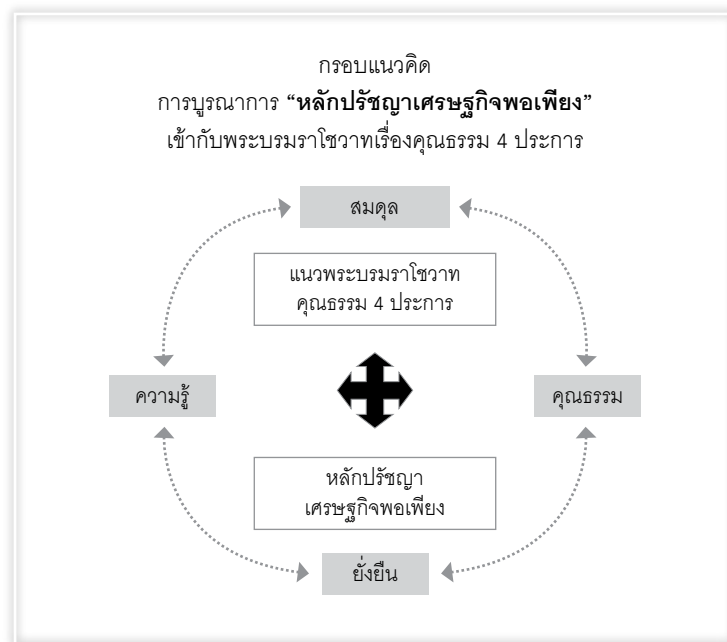 กรอบแนวคิด
การบูรณาการ “หลักปรัชญาเศรษฐกิจพอเพียง”
เข้ากับพระบรมราโชวาทเรื่องคุณธรรม 4 ประการ
สมดุล
แนวพระบรมราโชวาท
คุณธรรม 4 ประการ
ความรู้
คุณธรรม
หลักปรัชญา
เศรษฐกิจพอเพียง
ยั่งยืน